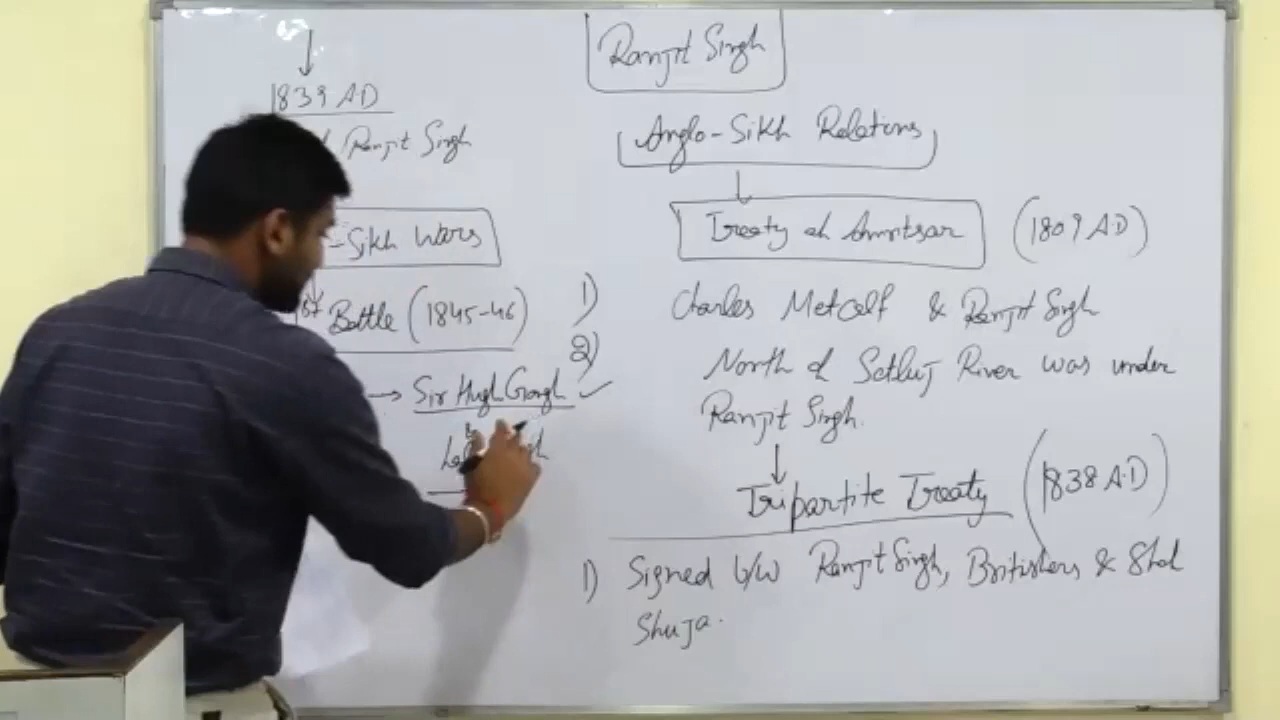 1839 AD
Ranjit Singh
-Sikh Wars
1st Battle (1845-46)
→ Sir Hugh Gough ✓
Ranjit Singh
Anglo-Sikh Relations
Treaty of Amritsar (1809 AD)
1) Charles Metcalf & Ranjit Singh
2) North of Satluj River was under
Ranjit Singh.
Tripartite Treaty (1838 A.D)
1) Signed b/w Ranjit Singh, Britishers & Shah
Shuja.